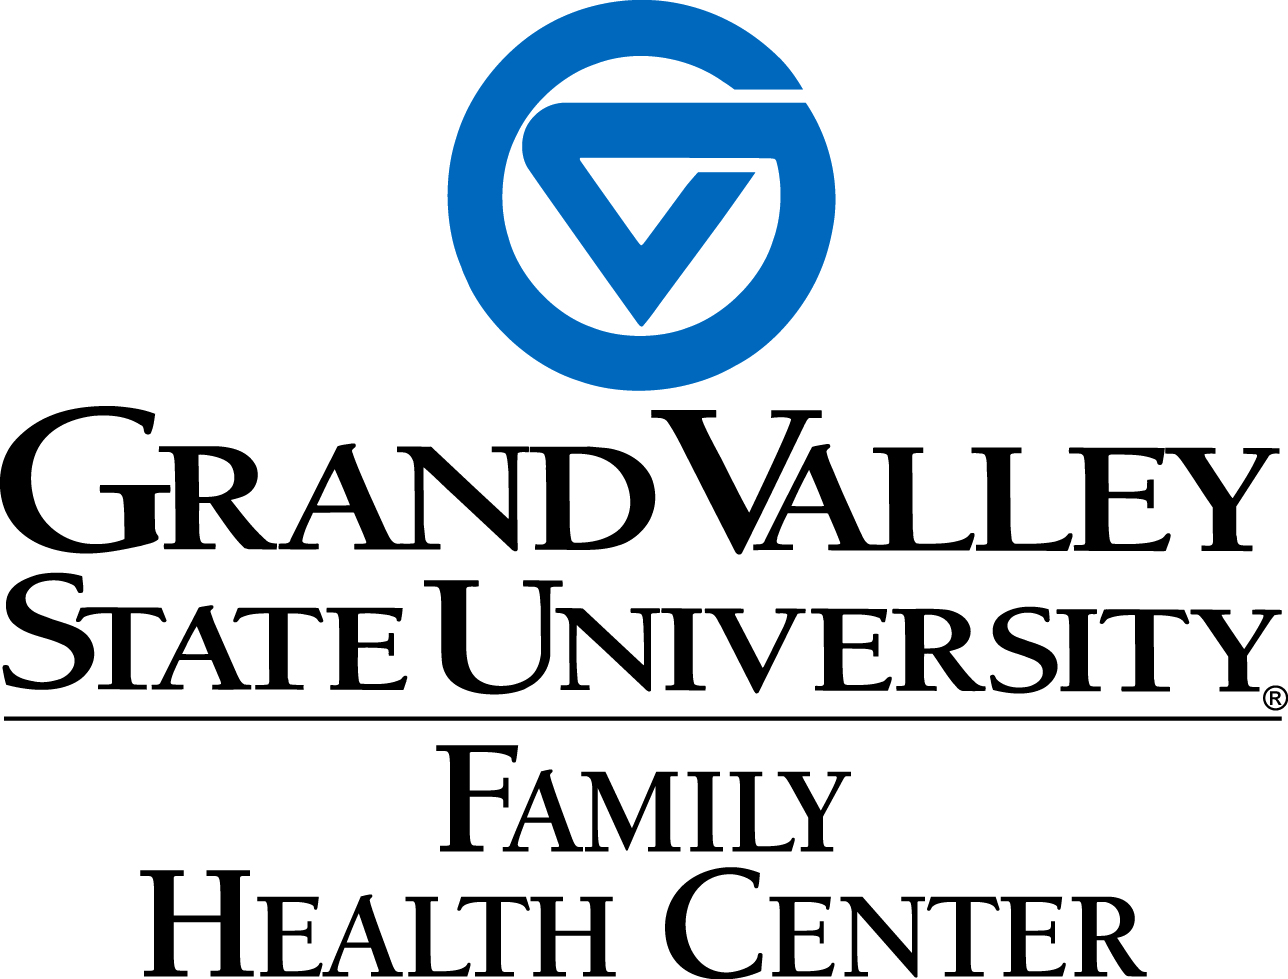 GRAND VALLEY
STATE UNIVERSITY®
FAMILY
HEALTH CENTER